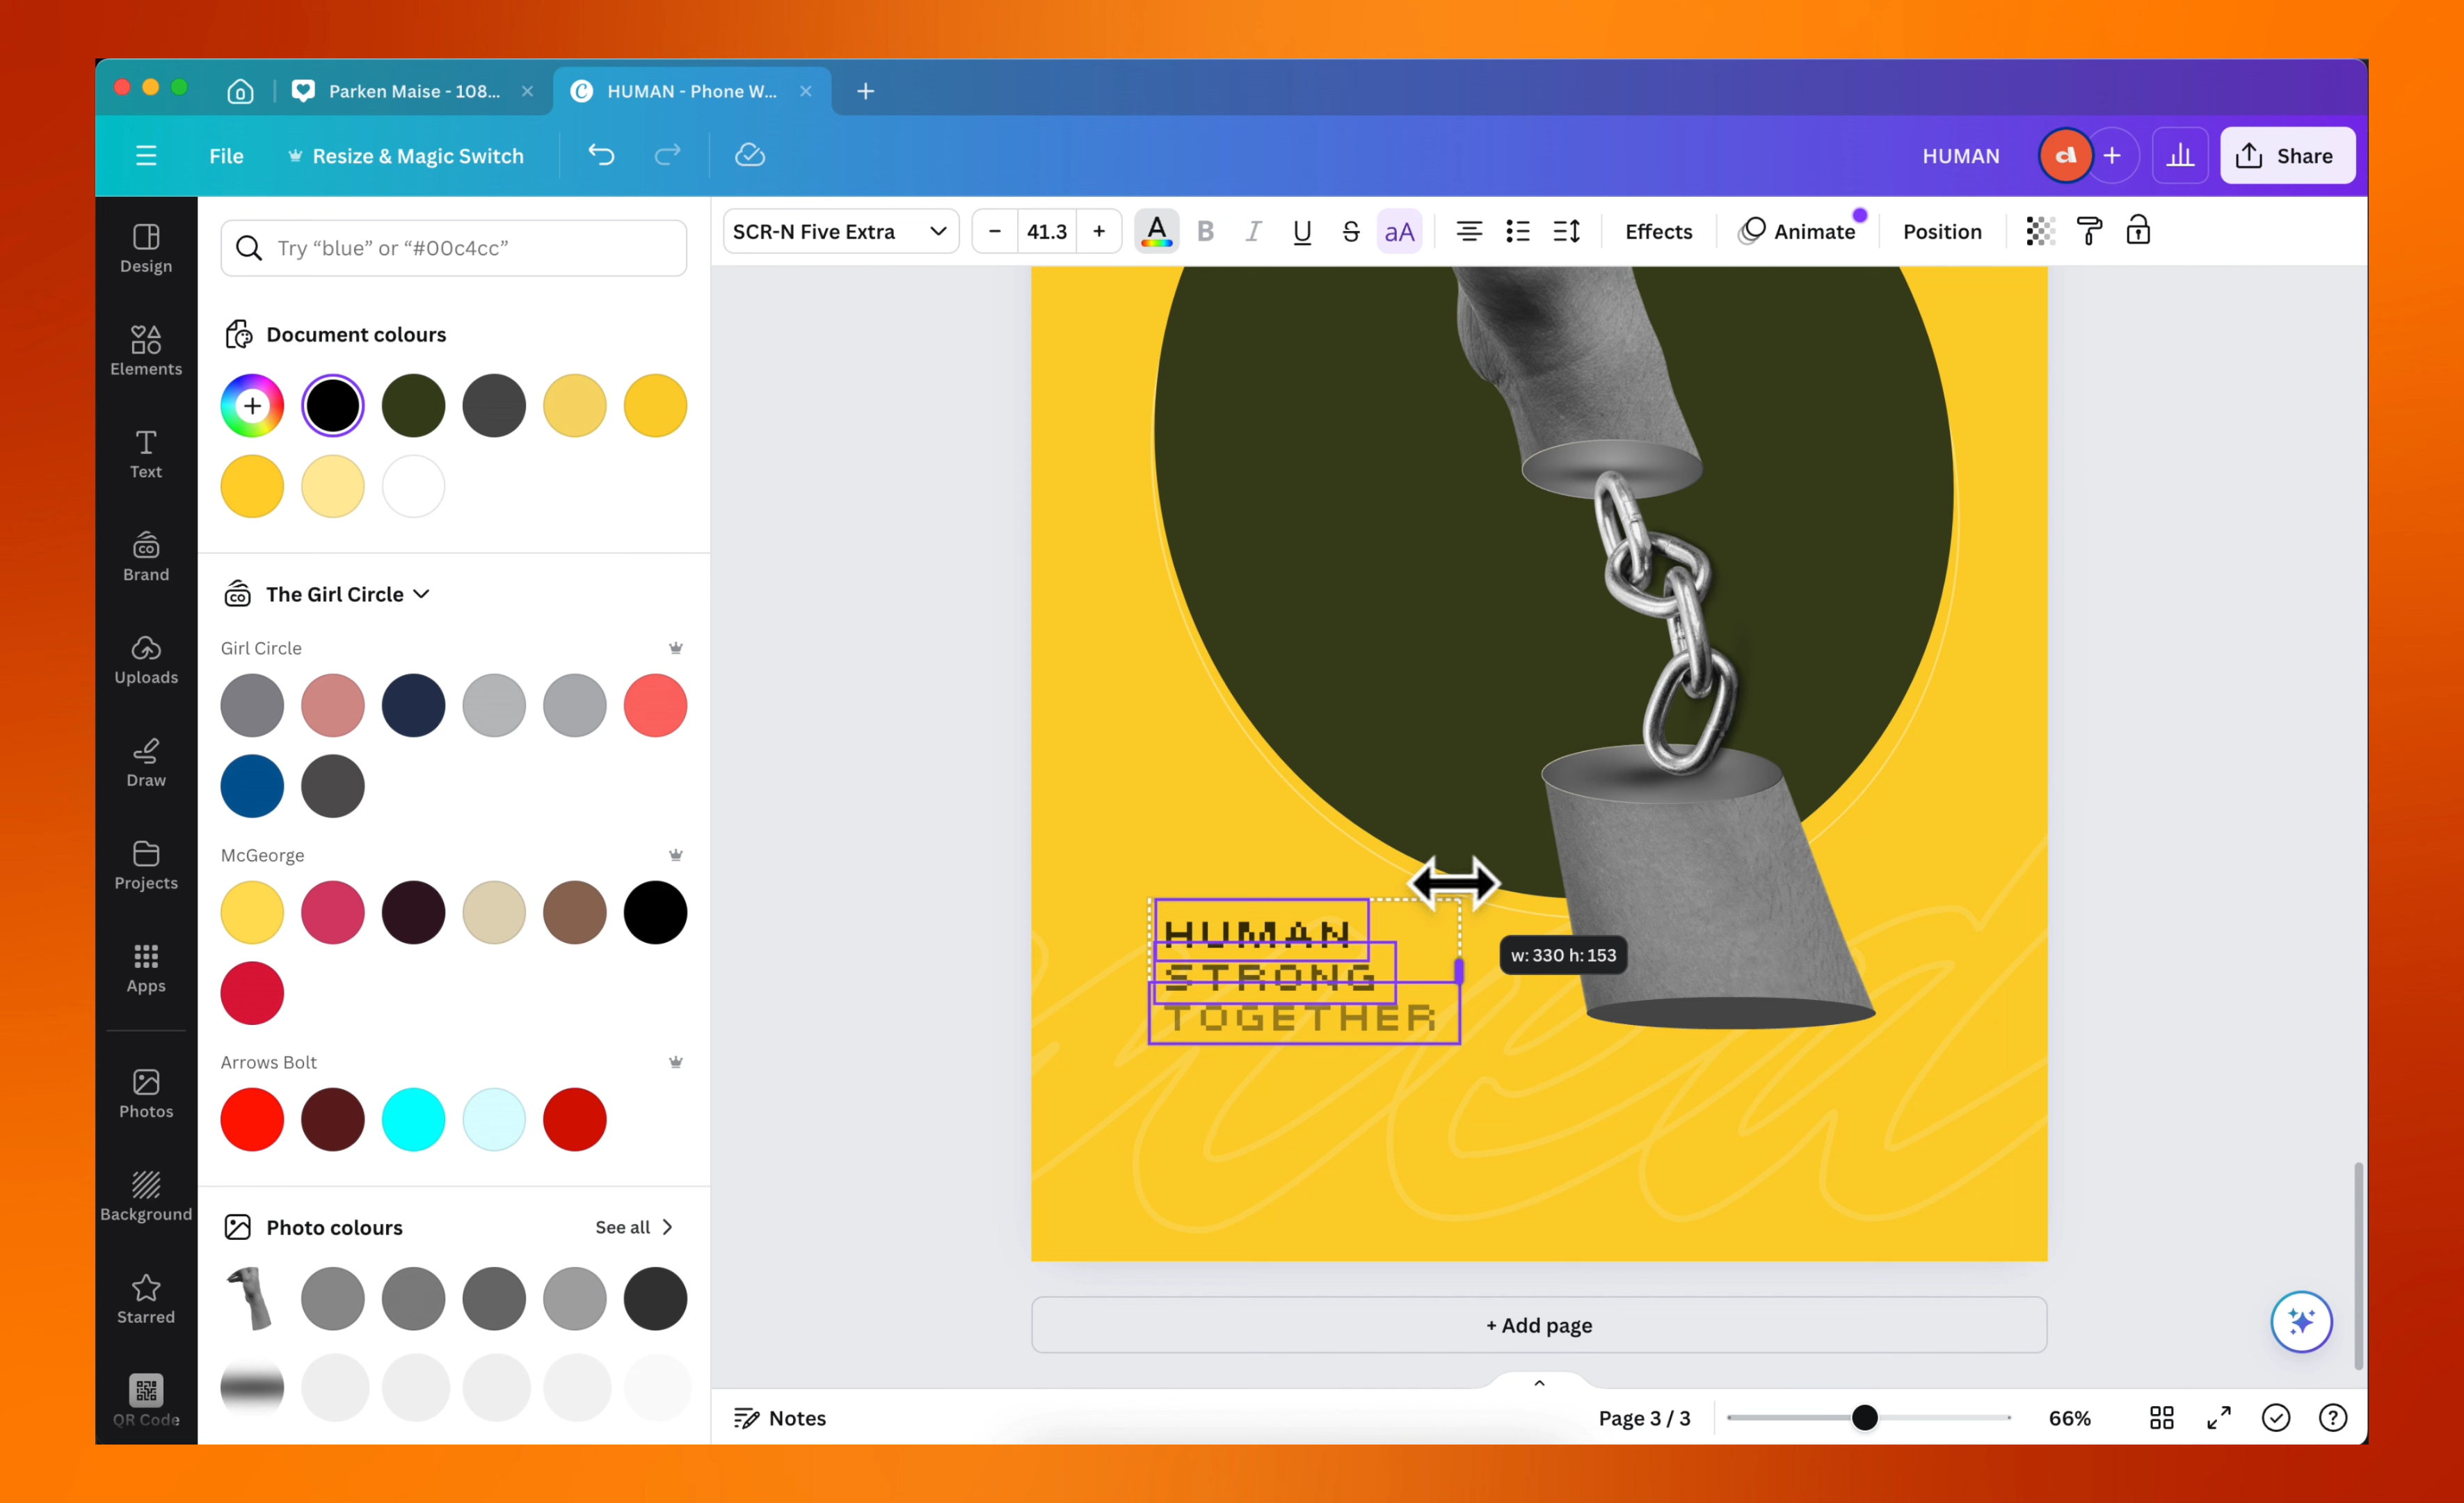 Parken Maise - 108...
HUMAN - Phone W...
File
Resize & Magic Switch
HUMAN
d
Share
Design
Elements
Text
Brand
Uploads
Draw
Projects
Apps
Photos
Background
Starred
QR Code
Try “blue” or “#00c4cc”
Document colours
The Girl Circle
Girl Circle
McGeorge
Arrows Bolt
Photo colours
See all
SCR-N Five Extra
– 41.3 +
A B I U S aA
Effects
Animate
Position
HUMAN
STRONG
TOGETHER
w: 330 h: 153
+ Add page
Notes
Page 3 / 3
66%
?